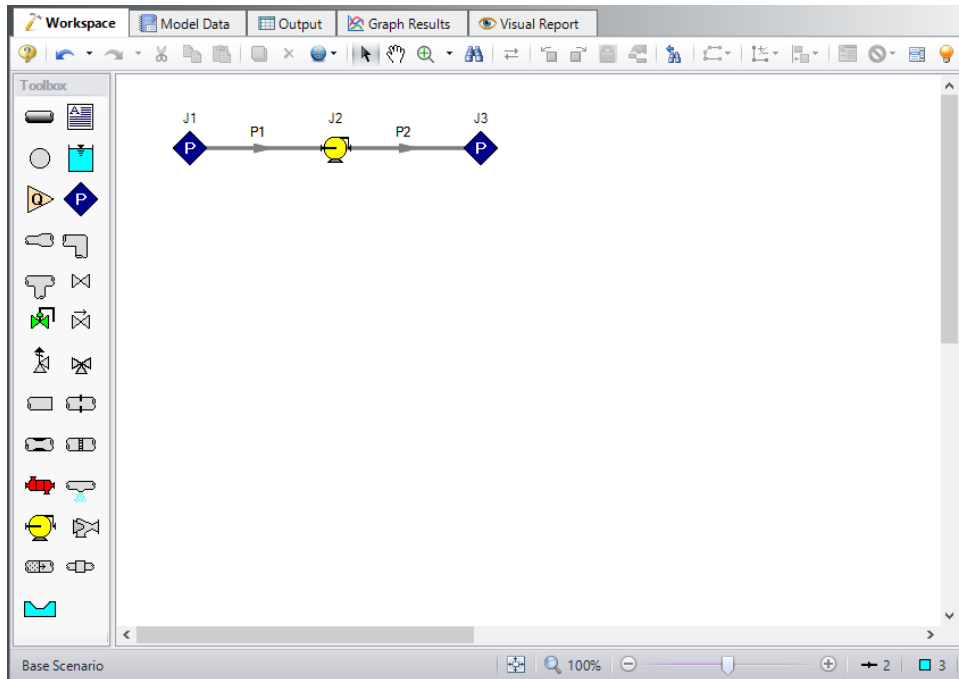 Workspace Model Data Output Graph Results Visual Report
Toolbox
A
J1 J2 J3
P1 P2
P P
Q P
Base Scenario 100% 2 3